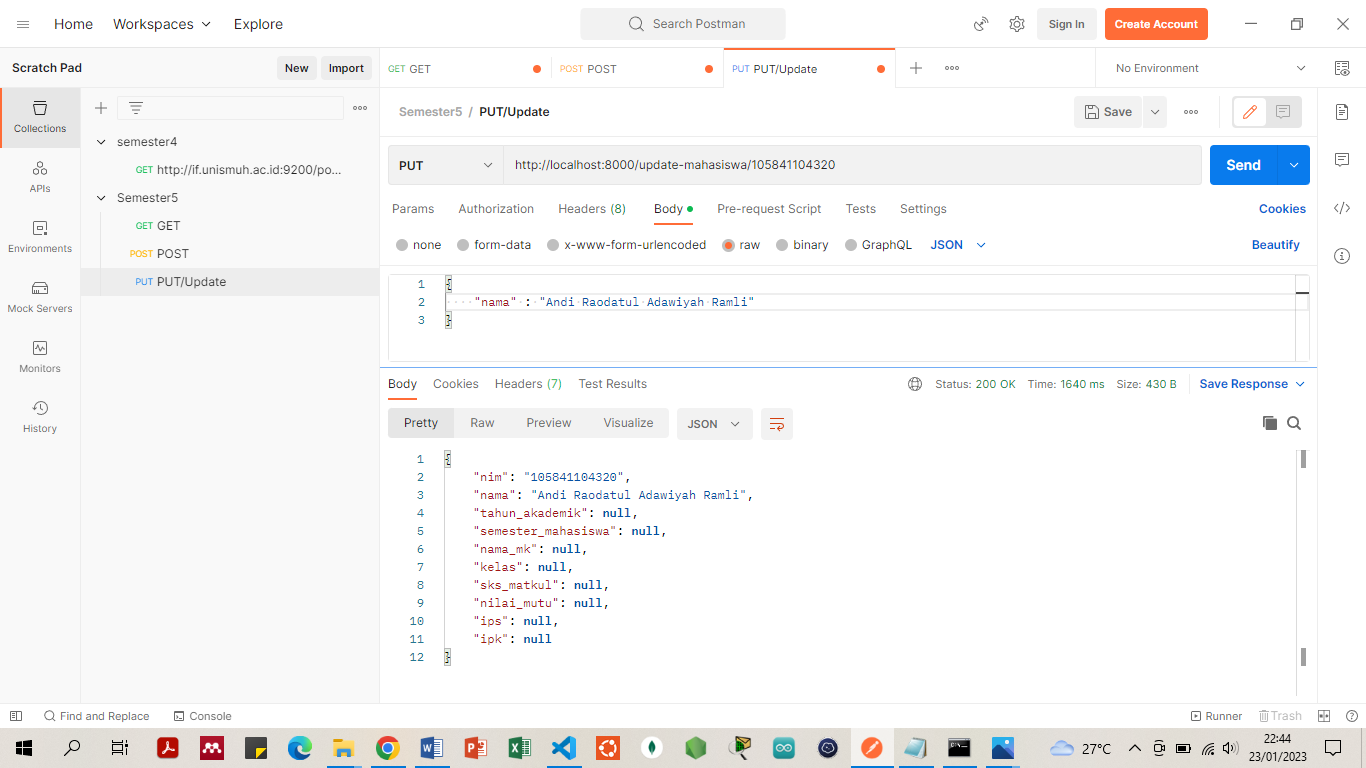 Home Workspaces Explore Search Postman Sign In Create Account
Scratch Pad New Import GET GET POST POST PUT PUT/Update No Environment
Collections
APIs
Environments
Mock Servers
Monitors
History
semester4
GET http://if.unismuh.ac.id:9200/po...
Semester5
GET GET
POST POST
PUT PUT/Update
Semester5 / PUT/Update Save
PUT http://localhost:8000/update-mahasiswa/105841104320 Send
Params Authorization Headers (8) Body Pre-request Script Tests Settings Cookies
none form-data x-www-form-urlencoded raw binary GraphQL JSON Beautify
1 {
2 "nama" : "Andi Raodatul Adawiyah Ramli"
3 }
Body Cookies Headers (7) Test Results Status: 200 OK Time: 1640 ms Size: 430 B Save Response
Pretty Raw Preview Visualize JSON
1 {
2 "nim": "105841104320",
3 "nama": "Andi Raodatul Adawiyah Ramli",
4 "tahun_akademik": null,
5 "semester_mahasiswa": null,
6 "nama_mk": null,
7 "kelas": null,
8 "sks_matkul": null,
9 "nilai_mutu": null,
10 "ips": null,
11 "ipk": null
12 }
Find and Replace Console Runner Trash
27°C 22:44
23/01/2023